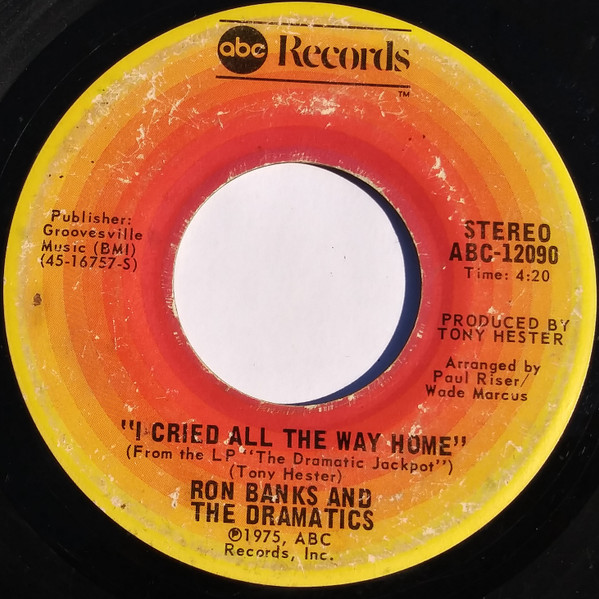 abc Records
TM
Publisher:
Groovesville
Music (BMI)
(45-16757-S)
STEREO
ABC-12090
Time: 4:20
PRODUCED BY
TONY HESTER
Arranged by
Paul Riser/
Wade Marcus
"I CRIED ALL THE WAY HOME"
(From the LP "The Dramatic Jackpot")
(Tony Hester)
RON BANKS AND
THE DRAMATICS
℗1975, ABC
Records, Inc.